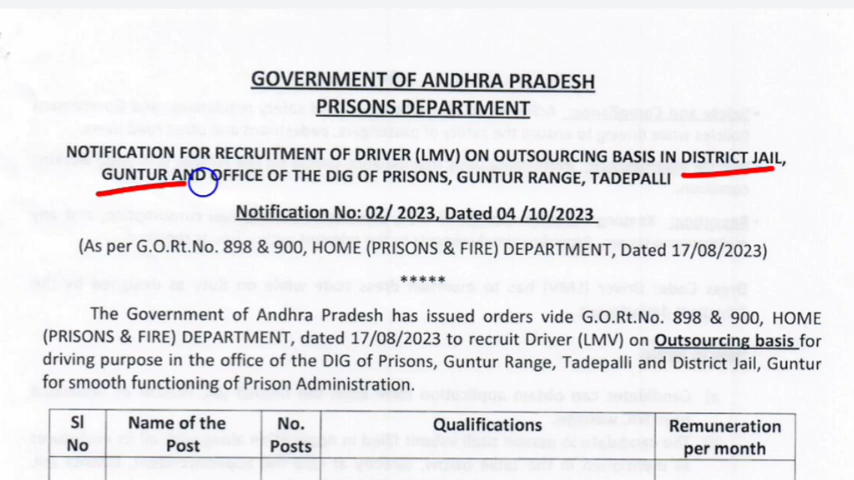 GOVERNMENT OF ANDHRA PRADESH
PRISONS DEPARTMENT
NOTIFICATION FOR RECRUITMENT OF DRIVER (LMV) ON OUTSOURCING BASIS IN DISTRICT JAIL,
GUNTUR AND OFFICE OF THE DIG OF PRISONS, GUNTUR RANGE, TADEPALLI
Notification No: 02/ 2023, Dated 04 /10/2023
(As per G.O.Rt.No. 898 & 900, HOME (PRISONS & FIRE) DEPARTMENT, Dated 17/08/2023)
*****
The Government of Andhra Pradesh has issued orders vide G.O.Rt.No. 898 & 900, HOME
(PRISONS & FIRE) DEPARTMENT, dated 17/08/2023 to recruit Driver (LMV) on Outsourcing basis for
driving purpose in the office of the DIG of Prisons, Guntur Range, Tadepalli and District Jail, Guntur
for smooth functioning of Prison Administration.
Sl No
Name of the Post
No. Posts
Qualifications
Remuneration per month